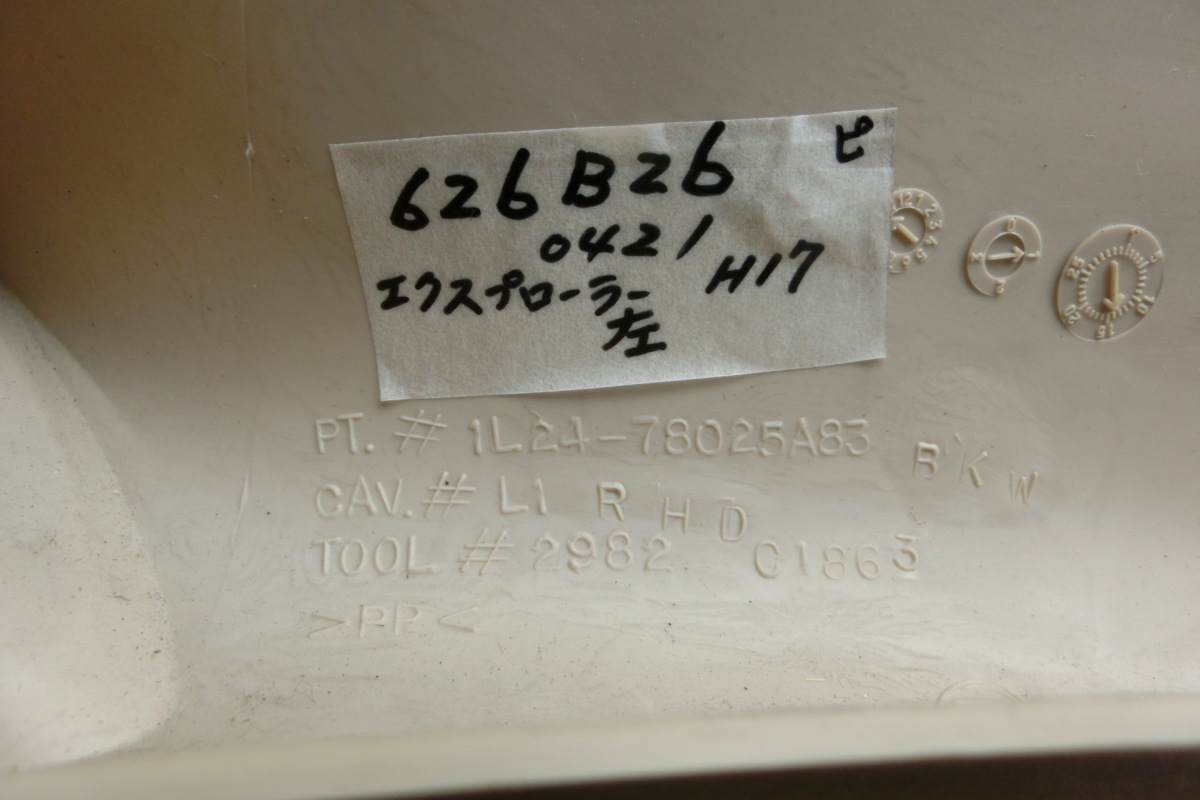 ピ
626B26
0421
エクスプローラー H17
左
PT. # 1L24-78025A83 BKW
CAV. # L1 RHD
TOOL # 2982 C1863
>PP<